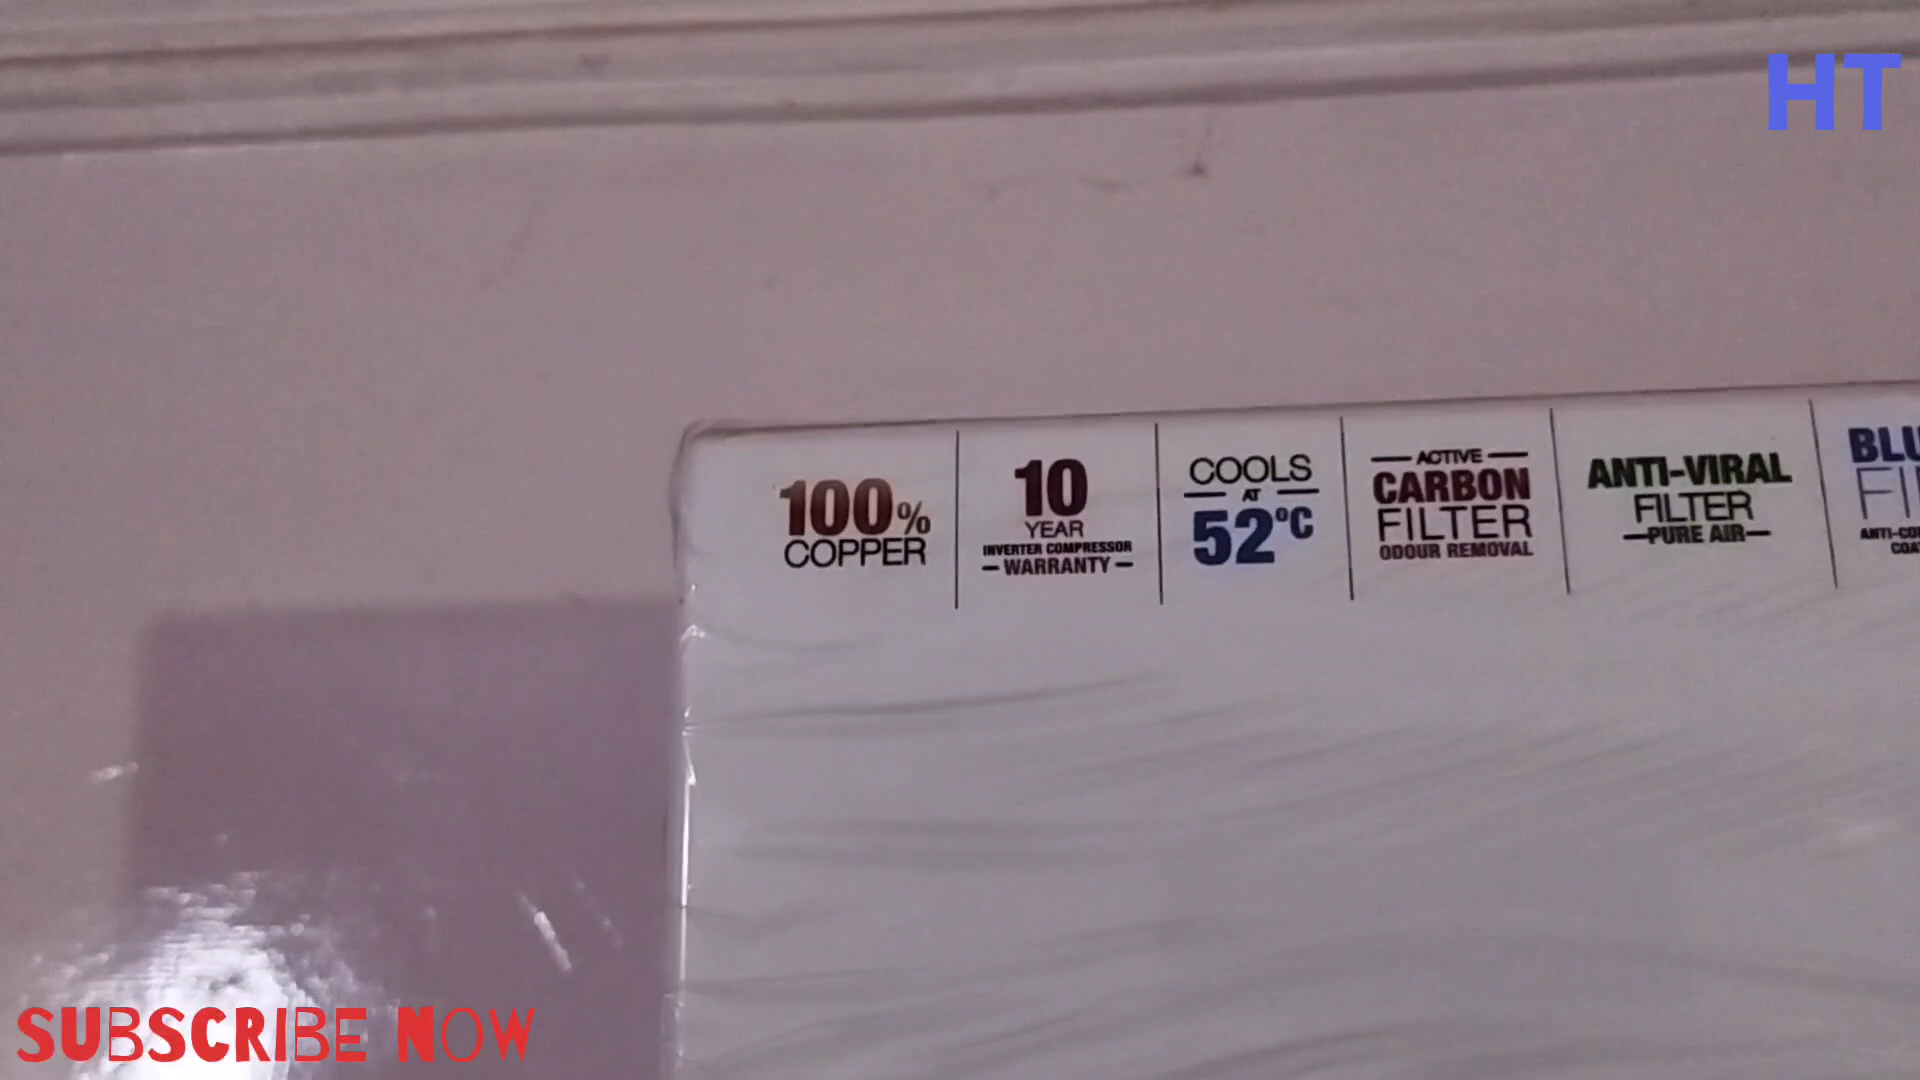 HT
100%
COPPER
10
YEAR
INVERTER COMPRESSOR
WARRANTY
COOLS
AT
52°C
ACTIVE
CARBON
FILTER
ODOUR REMOVAL
ANTI-VIRAL
FILTER
PURE AIR
SUBSCRIBE NOW